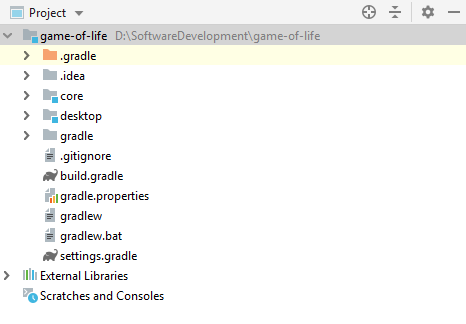 Project
game-of-life D:\SoftwareDevelopment\game-of-life
.gradle
.idea
core
desktop
gradle
.gitignore
build.gradle
gradle.properties
gradlew
gradlew.bat
settings.gradle
External Libraries
Scratches and Consoles